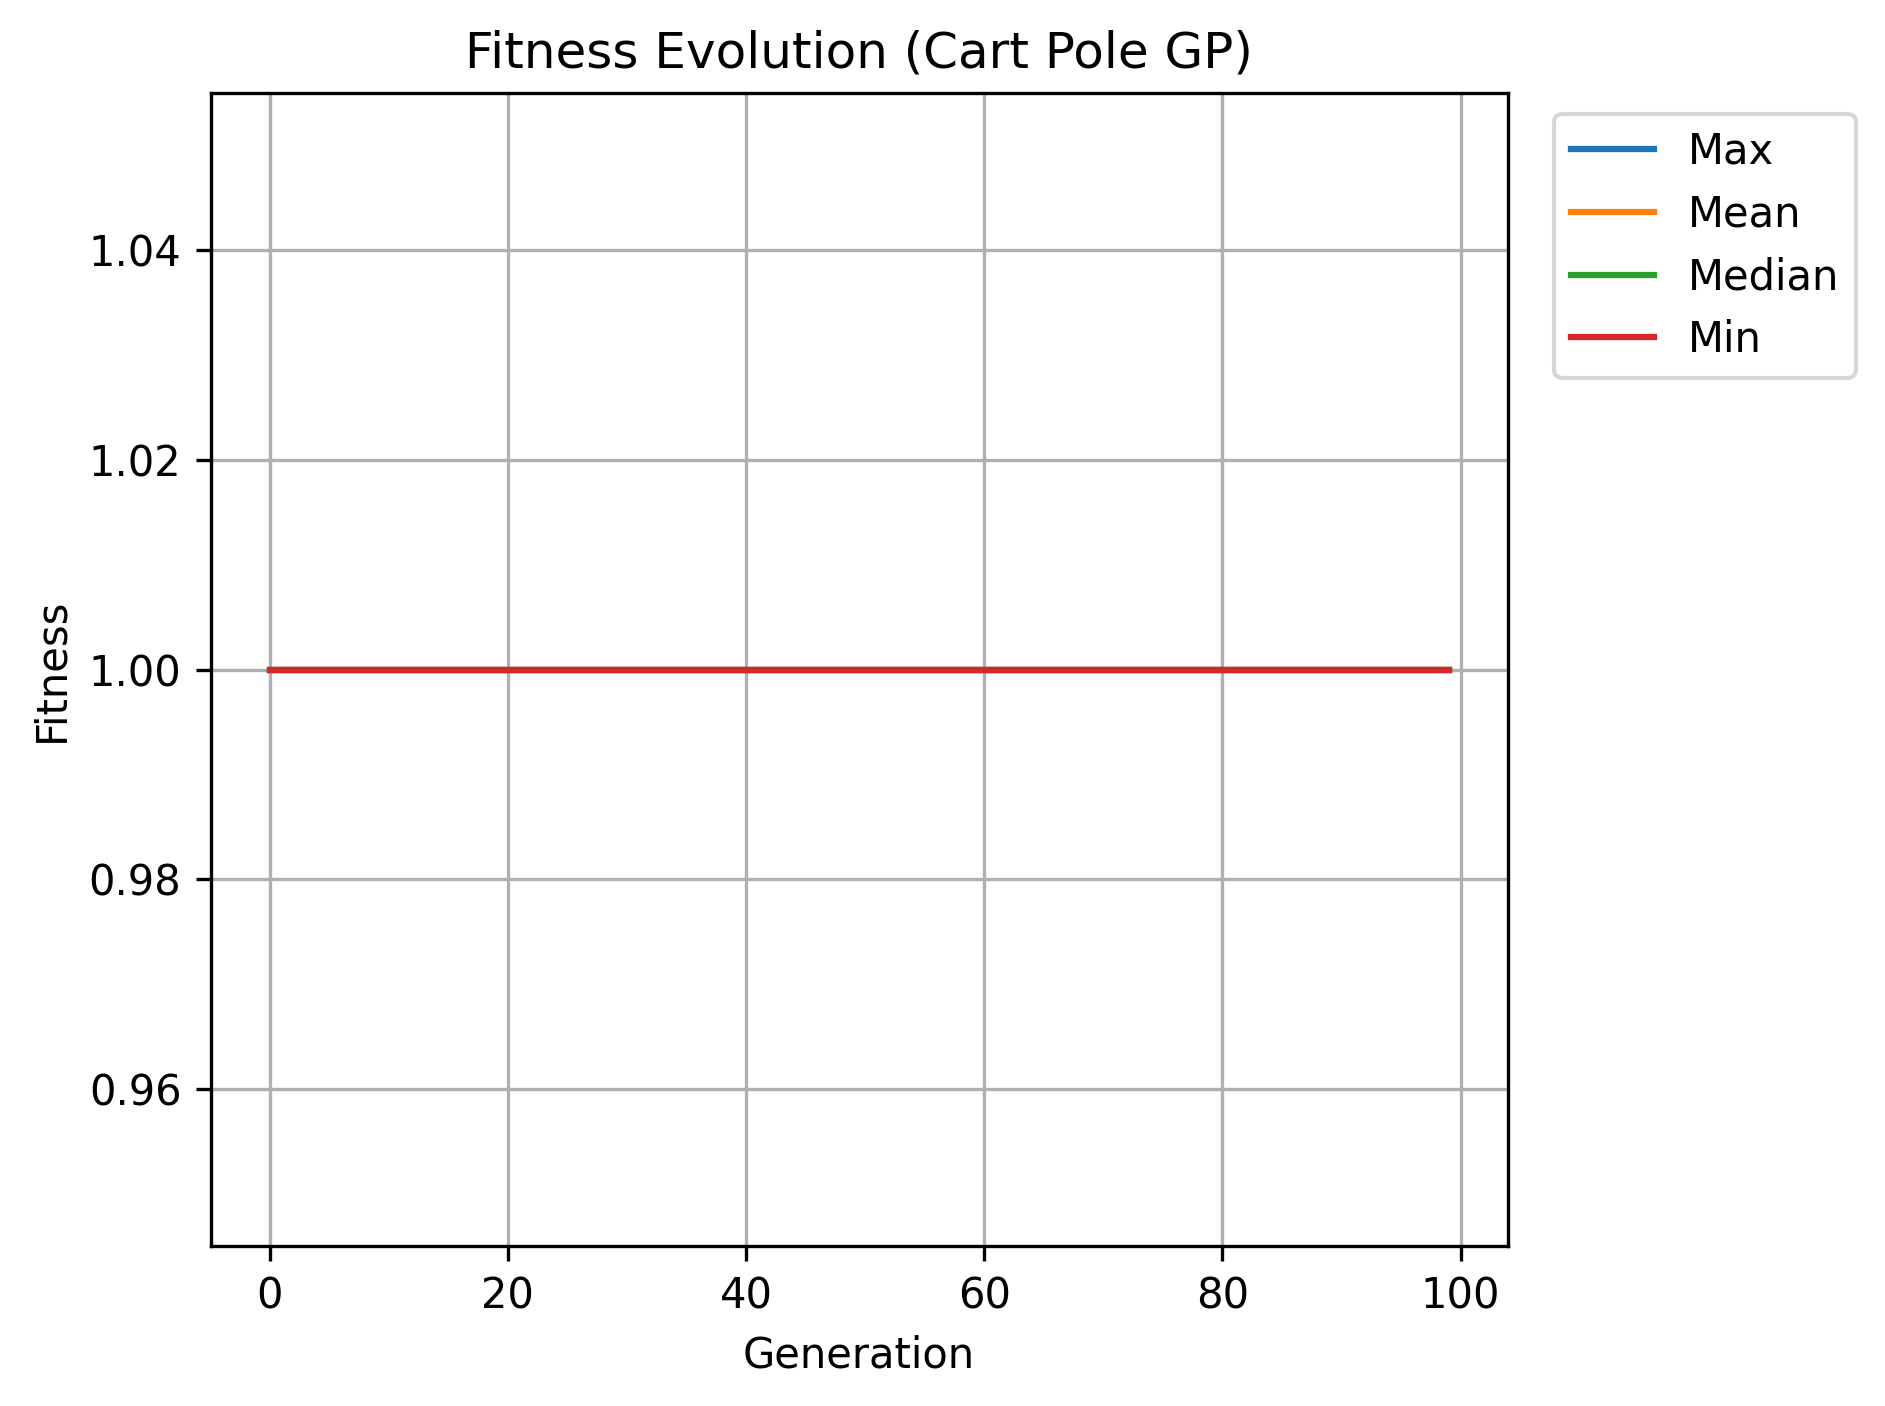 Fitness Evolution (Cart Pole GP)
Max
Mean
Median
Min
1.04
1.02
1.00
0.98
0.96
Fitness
0 20 40 60 80 100
Generation